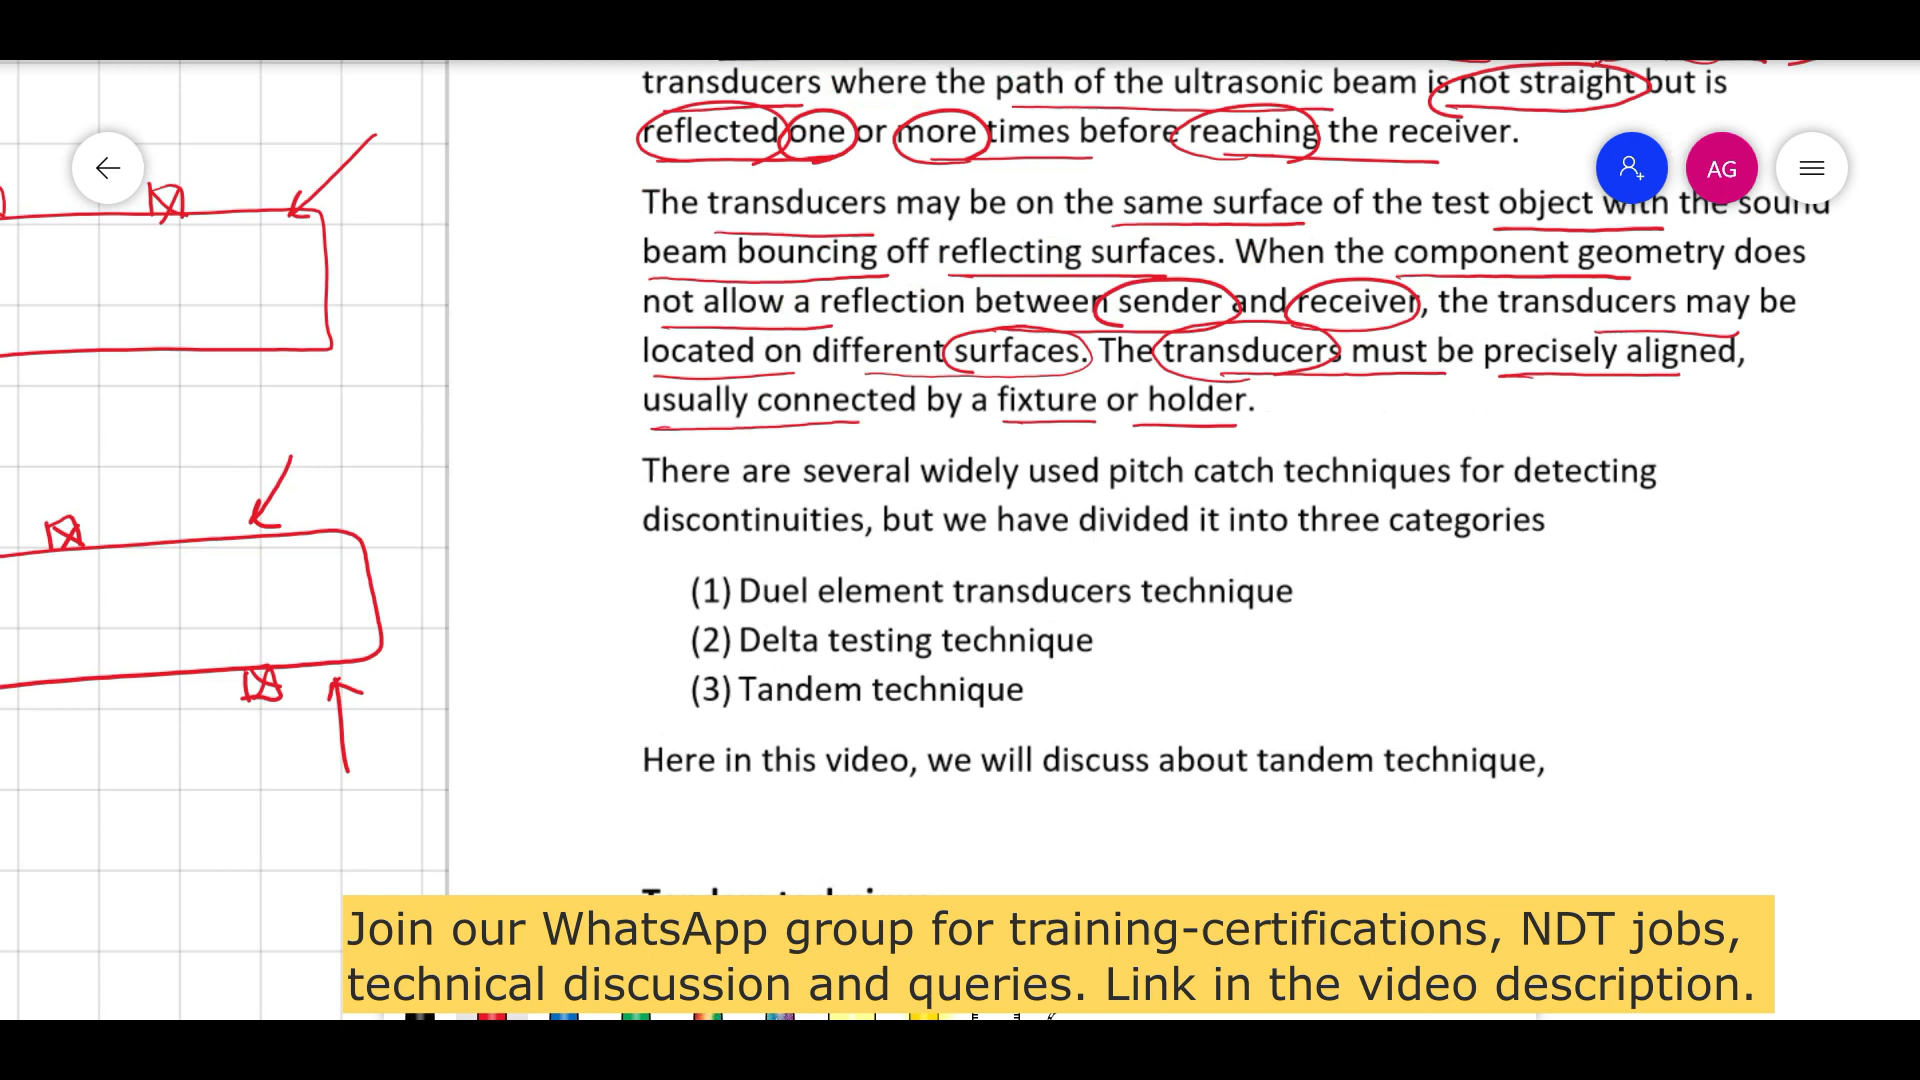 transducers where the path of the ultrasonic beam is not straight but is
reflected one or more times before reaching the receiver.
AG
The transducers may be on the same surface of the test object with the sound
beam bouncing off reflecting surfaces. When the component geometry does
not allow a reflection between sender and receiver, the transducers may be
located on different surfaces. The transducers must be precisely aligned,
usually connected by a fixture or holder.
There are several widely used pitch catch techniques for detecting
discontinuities, but we have divided it into three categories
(1) Duel element transducers technique
(2) Delta testing technique
(3) Tandem technique
Here in this video, we will discuss about tandem technique,
Join our WhatsApp group for training-certifications, NDT jobs,
technical discussion and queries. Link in the video description.